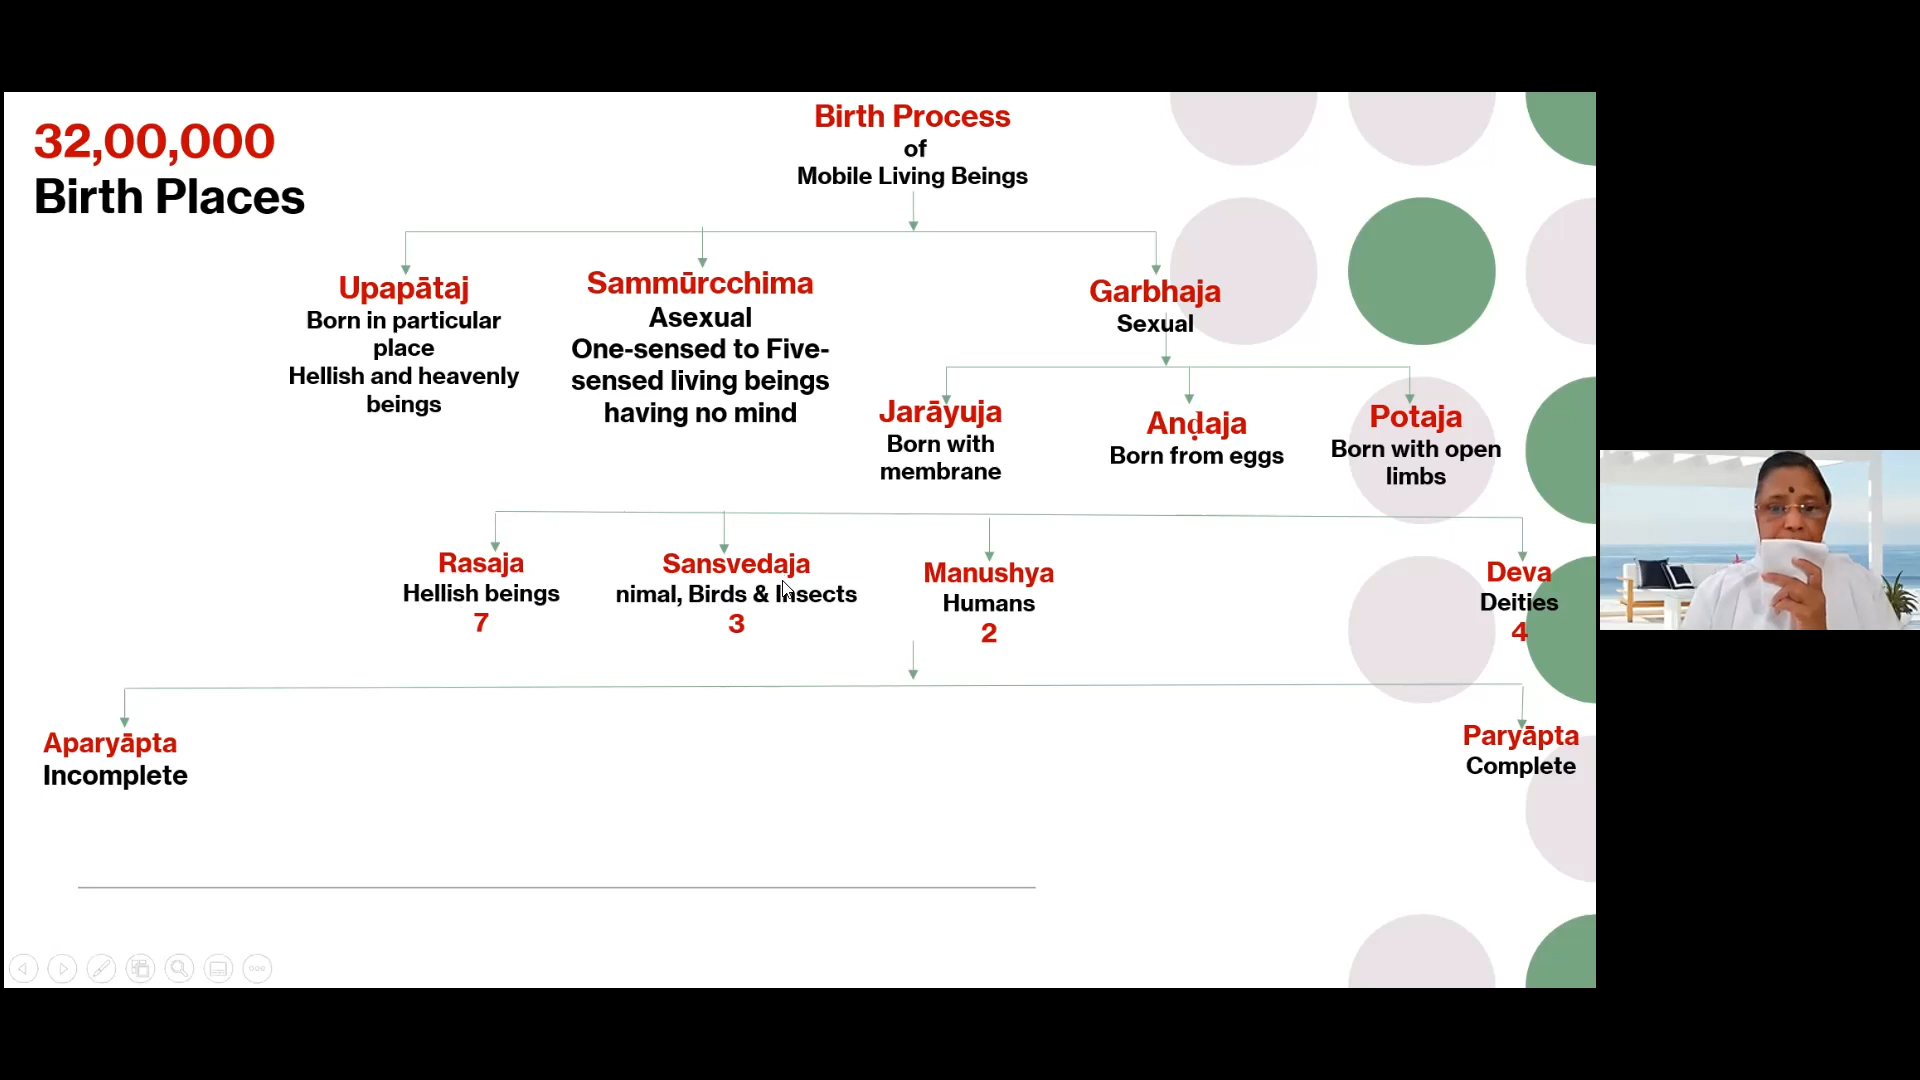 32,00,000
Birth Places
Birth Process
of
Mobile Living Beings
Upapātaj
Born in particular
place
Hellish and heavenly
beings
Sammūrcchima
Asexual
One-sensed to Five-
sensed living beings
having no mind
Garbhaja
Sexual
Jarāyuja
Born with
membrane
Anḍaja
Born from eggs
Potaja
Born with open
limbs
Rasaja
Hellish beings
7
Sansvedaja
nimal, Birds & Insects
3
Manushya
Humans
2
Deva
Deities
4
Aparyāpta
Incomplete
Paryāpta
Complete